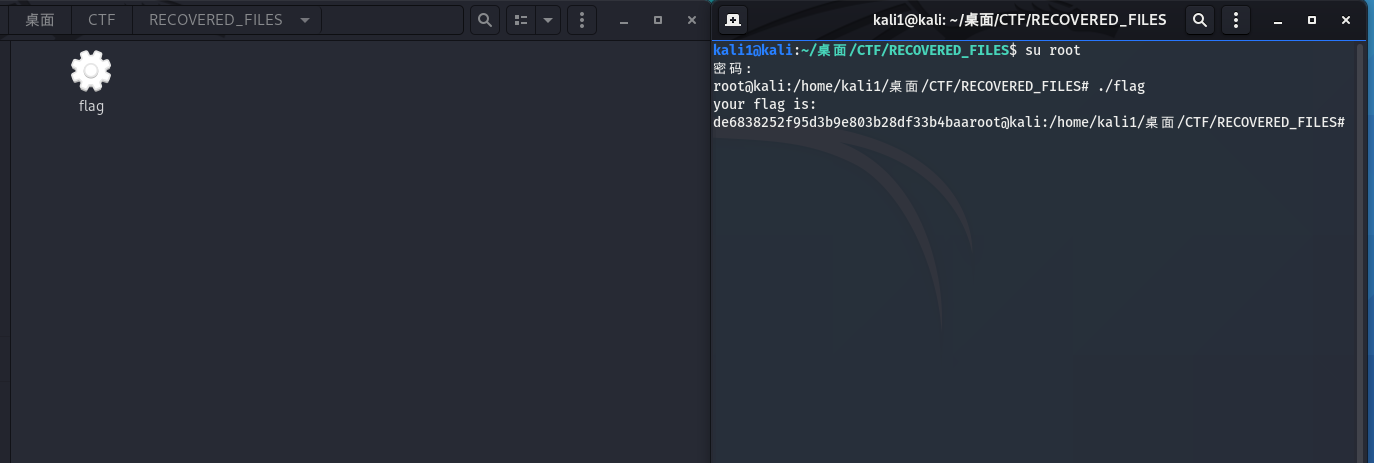 桌面 CTF RECOVERED_FILES
flag
kali1@kali: ~/桌面/CTF/RECOVERED_FILES
kali1@kali:~/桌面/CTF/RECOVERED_FILES$ su root
密码：
root@kali:/home/kali1/桌面/CTF/RECOVERED_FILES# ./flag
your flag is:
de6838252f95d3b9e803b28df33b4baaroot@kali:/home/kali1/桌面/CTF/RECOVERED_FILES#